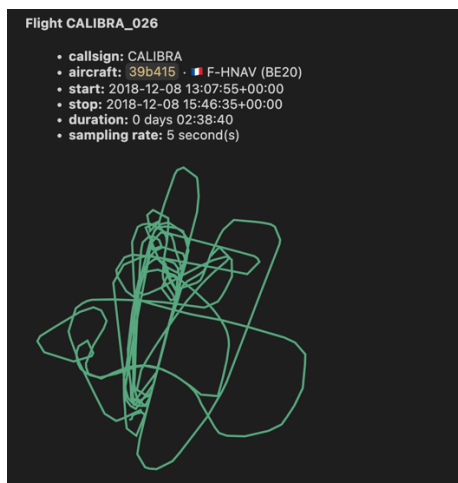 Flight CALIBRA_026
• callsign: CALIBRA
• aircraft: 39b415 · 🇫🇷 F-HNAV (BE20)
• start: 2018-12-08 13:07:55+00:00
• stop: 2018-12-08 15:46:35+00:00
• duration: 0 days 02:38:40
• sampling rate: 5 second(s)